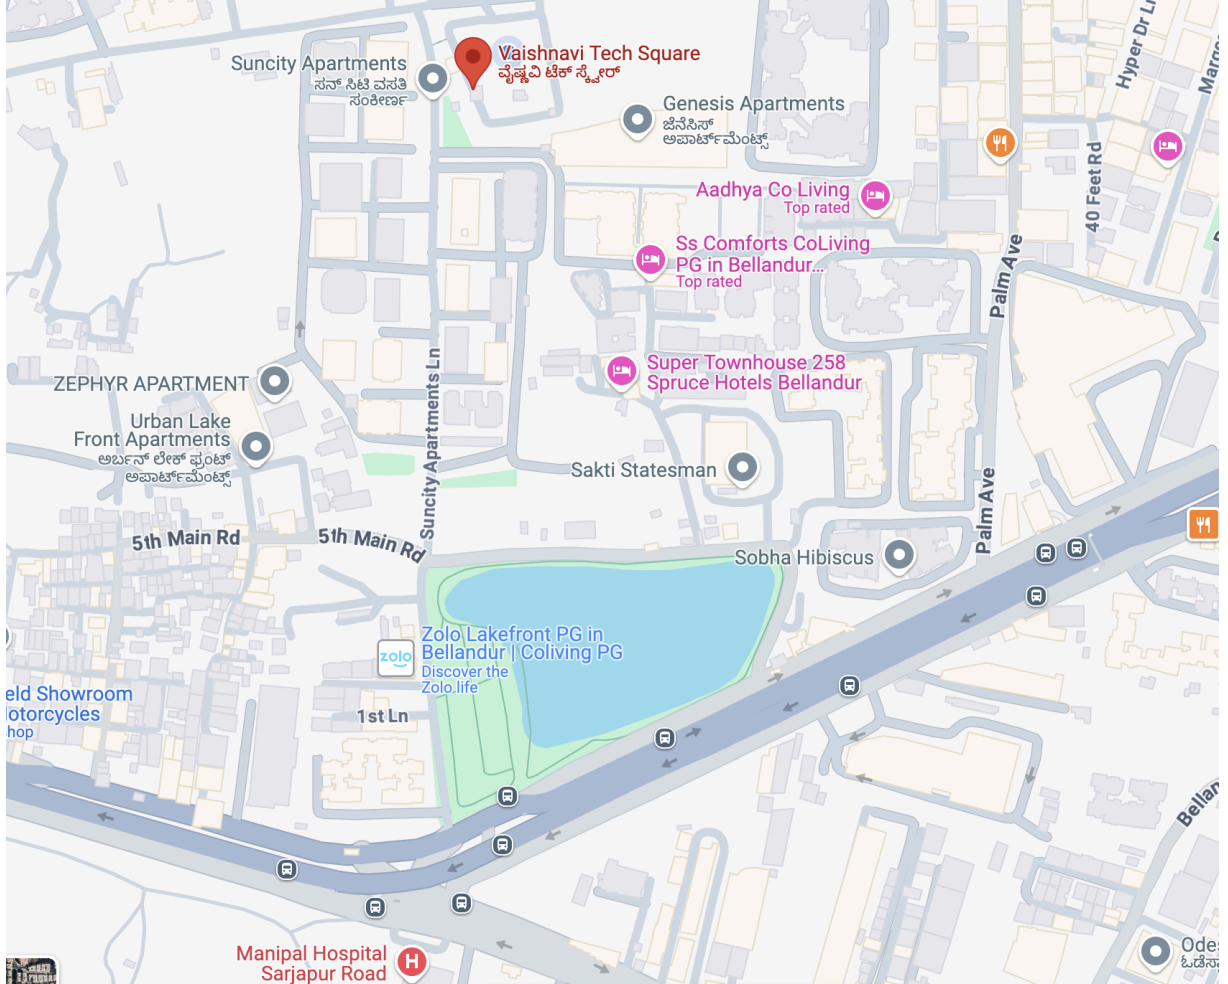 Vaishnavi Tech Square
ವೈಷ್ಣವಿ ಟೆಕ್ ಸ್ಕ್ವೇರ್
Suncity Apartments
ಸನ್ ಸಿಟಿ ವಸತಿ
ಸಂಕೀರ್ಣ
Genesis Apartments
ಜೆನೆಸಿಸ್
ಅಪಾರ್ಟ್‌ಮೆಂಟ್ಸ್
Hyper Dr Ln
40 Feet Rd
Aadhya Co Living
Top rated
Ss Comforts CoLiving
PG in Bellandur...
Top rated
Palm Ave
Super Townhouse 258
Spruce Hotels Bellandur
ZEPHYR APARTMENT
Urban Lake
Front Apartments
ಅರ್ಬನ್ ಲೇಕ್ ಫ್ರಂಟ್
ಅಪಾರ್ಟ್‌ಮೆಂಟ್ಸ್
Suncity Apartments Ln
Sakti Statesman
Palm Ave
5th Main Rd
5th Main Rd
Sobha Hibiscus
zolo
Zolo Lakefront PG in
Bellandur | Coliving PG
Discover the
Zolo.life
eld Showroom
otorcycles
hop
1st Ln
Bellan
Manipal Hospital
Sarjapur Road
H
Odes
ಒಡೆಸಾ